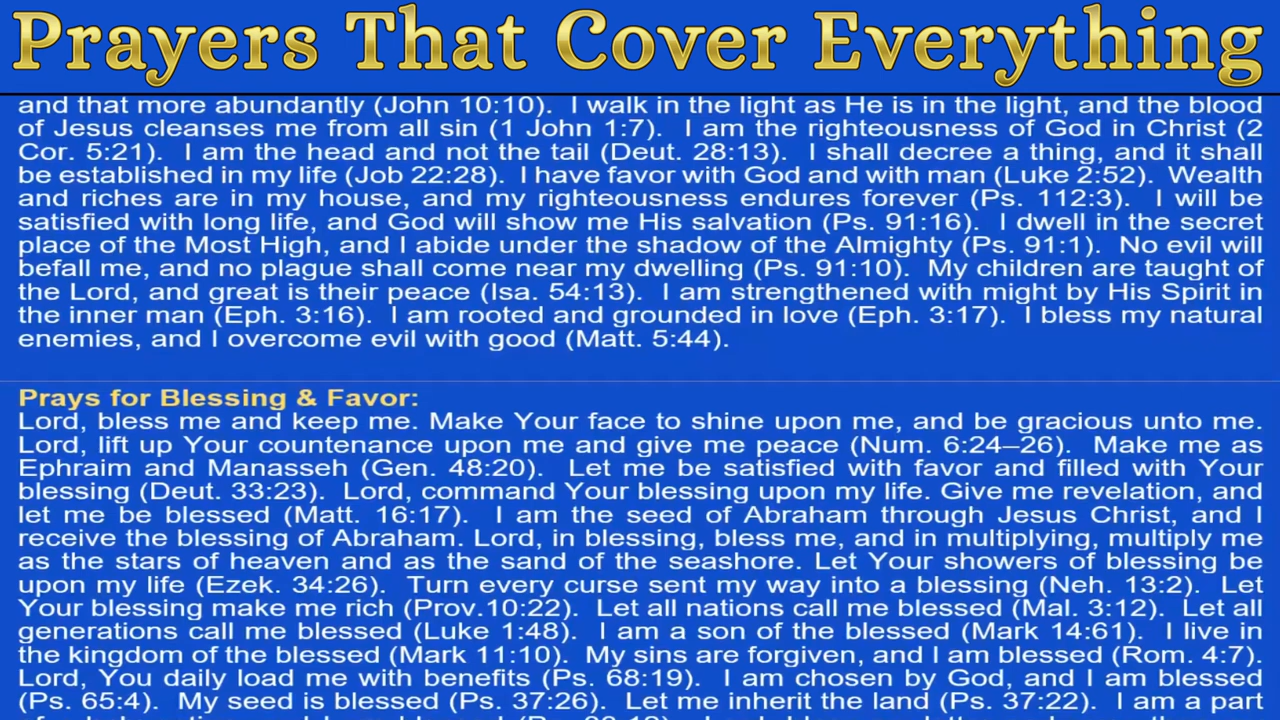 Prayers That Cover Everything
and that more abundantly (John 10:10). I walk in the light as He is in the light, and the blood
of Jesus cleanses me from all sin (1 John 1:7). I am the righteousness of God in Christ (2
Cor. 5:21). I am the head and not the tail (Deut. 28:13). I shall decree a thing, and it shall
be established in my life (Job 22:28). I have favor with God and with man (Luke 2:52). Wealth
and riches are in my house, and my righteousness endures forever (Ps. 112:3). I will be
satisfied with long life, and God will show me His salvation (Ps. 91:16). I dwell in the secret
place of the Most High, and I abide under the shadow of the Almighty (Ps. 91:1). No evil will
befall me, and no plague shall come near my dwelling (Ps. 91:10). My children are taught of
the Lord, and great is their peace (Isa. 54:13). I am strengthened with might by His Spirit in
the inner man (Eph. 3:16). I am rooted and grounded in love (Eph. 3:17). I bless my natural
enemies, and I overcome evil with good (Matt. 5:44).
Prays for Blessing & Favor:
Lord, bless me and keep me. Make Your face to shine upon me, and be gracious unto me.
Lord, lift up Your countenance upon me and give me peace (Num. 6:24–26). Make me as
Ephraim and Manasseh (Gen. 48:20). Let me be satisfied with favor and filled with Your
blessing (Deut. 33:23). Lord, command Your blessing upon my life. Give me revelation, and
let me be blessed (Matt. 16:17). I am the seed of Abraham through Jesus Christ, and I
receive the blessing of Abraham. Lord, in blessing, bless me, and in multiplying, multiply me
as the stars of heaven and as the sand of the seashore. Let Your showers of blessing be
upon my life (Ezek. 34:26). Turn every curse sent my way into a blessing (Neh. 13:2). Let
Your blessing make me rich (Prov.10:22). Let all nations call me blessed (Mal. 3:12). Let all
generations call me blessed (Luke 1:48). I am a son of the blessed (Mark 14:61). I live in
the kingdom of the blessed (Mark 11:10). My sins are forgiven, and I am blessed (Rom. 4:7).
Lord, You daily load me with benefits (Ps. 68:19). I am chosen by God, and I am blessed
(Ps. 65:4). My seed is blessed (Ps. 37:26). Let me inherit the land (Ps. 37:22). I am a part